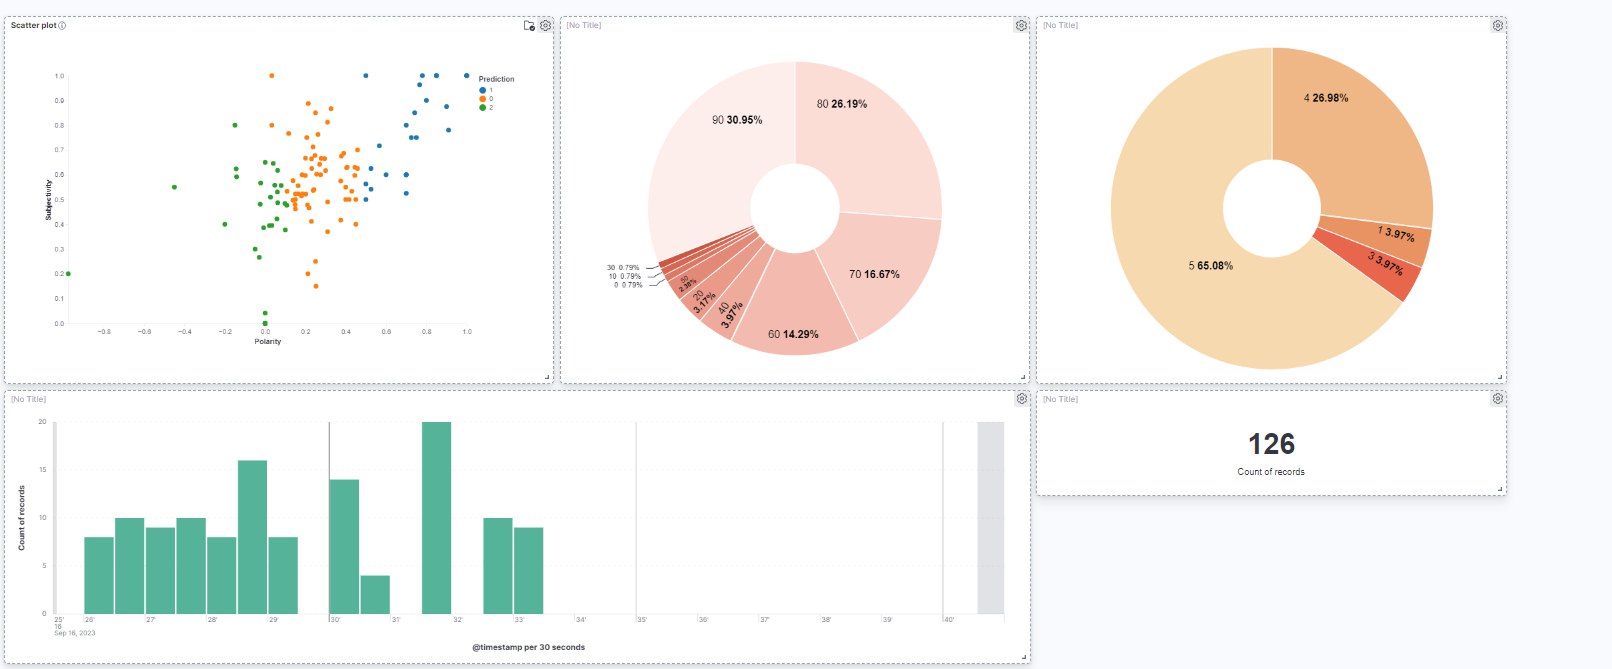 Scatter plot
1.0
0.9
0.8
0.7
0.6
0.5
0.4
0.3
0.2
0.1
0.0
Subjectivity
−0.8 −0.6 −0.4 −0.2 0.0 0.2 0.4 0.6 0.8 1.0
Polarity
Prediction
1
0
2
[No Title]
90 30.95%
80 26.19%
70 16.67%
60 14.29%
40 3.97%
20 3.17%
50 2.38%
30 0.79%
10 0.79%
0 0.79%
[No Title]
4 26.98%
1 3.97%
3 3.97%
5 65.08%
[No Title]
20
15
10
5
0
Count of records
25' 26' 27' 28' 29' 30' 31' 32' 33' 34' 35' 36' 37' 38' 39' 40'
16
Sep 16, 2023
@timestamp per 30 seconds
[No Title]
126
Count of records